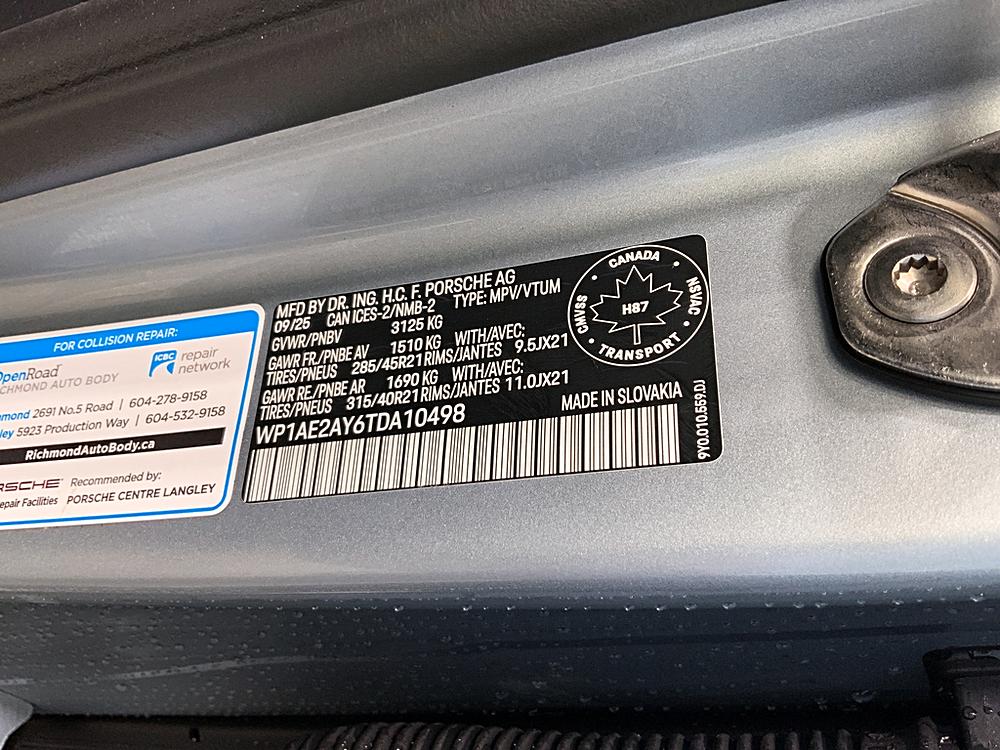 FOR COLLISION REPAIR:
OpenRoad
RICHMOND AUTO BODY
ICBC repair network
mond 2691 No.5 Road | 604-278-9158
ley 5923 Production Way | 604-532-9158
RichmondAutoBody.ca
RSCHE Recommended by:
epair Facilities PORSCHE CENTRE LANGLEY
MFD BY DR. ING. H.C. F. PORSCHE AG
09/25 CAN ICES-2/NMB-2 TYPE: MPV/VTUM
GVWR/PNBV 3125 KG
GAWR FR./PNBE AV 1510 KG WITH/AVEC:
TIRES/PNEUS 285/45R21 RIMS/JANTES 9.5JX21
GAWR RE./PNBE AR 1690 KG WITH/AVEC:
TIRES/PNEUS 315/40R21 RIMS/JANTES 11.0JX21
WP1AE2AY6TDA10498 MADE IN SLOVAKIA
CANADA
CMVSS
H87
NSVAC
TRANSPORT
9Y0.010.559.DJ